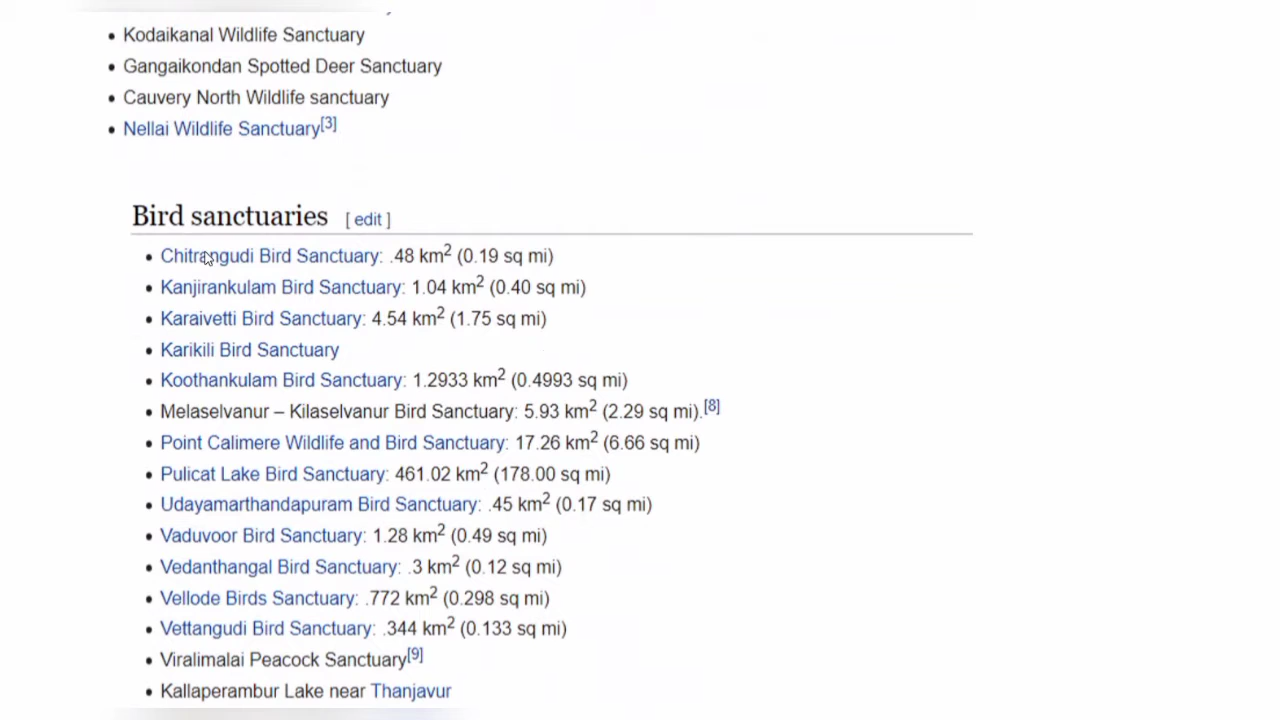 • Kodaikanal Wildlife Sanctuary
• Gangaikondan Spotted Deer Sanctuary
• Cauvery North Wildlife sanctuary
• Nellai Wildlife Sanctuary[3]
Bird sanctuaries [ edit ]
• Chitrangudi Bird Sanctuary: .48 km² (0.19 sq mi)
• Kanjirankulam Bird Sanctuary: 1.04 km² (0.40 sq mi)
• Karaivetti Bird Sanctuary: 4.54 km² (1.75 sq mi)
• Karikili Bird Sanctuary
• Koothankulam Bird Sanctuary: 1.2933 km² (0.4993 sq mi)
• Melaselvanur – Kilaselvanur Bird Sanctuary: 5.93 km² (2.29 sq mi).[8]
• Point Calimere Wildlife and Bird Sanctuary: 17.26 km² (6.66 sq mi)
• Pulicat Lake Bird Sanctuary: 461.02 km² (178.00 sq mi)
• Udayamarthandapuram Bird Sanctuary: .45 km² (0.17 sq mi)
• Vaduvoor Bird Sanctuary: 1.28 km² (0.49 sq mi)
• Vedanthangal Bird Sanctuary: .3 km² (0.12 sq mi)
• Vellode Birds Sanctuary: .772 km² (0.298 sq mi)
• Vettangudi Bird Sanctuary: .344 km² (0.133 sq mi)
• Viralimalai Peacock Sanctuary[9]
• Kallaperambur Lake near Thanjavur